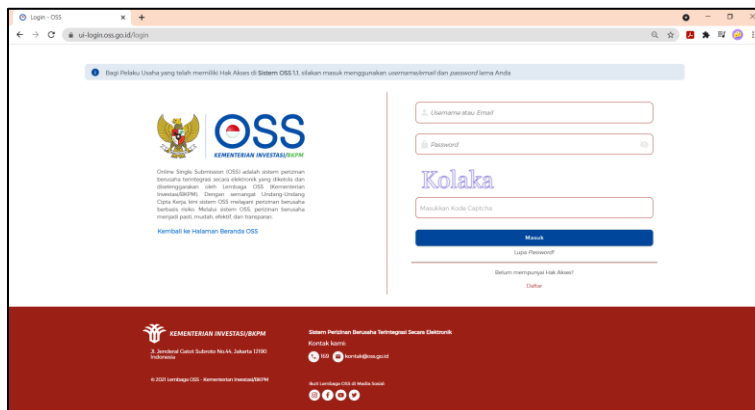 Login - OSS
ui-login.oss.go.id/login
Bagi Pelaku Usaha yang telah memiliki Hak Akses di Sistem OSS 1.1, silakan masuk menggunakan username/email dan password lama Anda
OSS
KEMENTERIAN INVESTASI/BKPM
Online Single Submission (OSS) adalah sistem perizinan
berusaha terintegrasi secara elektronik yang dikelola dan
diselenggarakan oleh Lembaga OSS (Kementerian
Investasi/BKPM). Dengan semangat Undang-Undang
Cipta Kerja, kini sistem OSS melayani perizinan berusaha
berbasis risiko. Melalui sistem OSS, perizinan berusaha
menjadi pasti, mudah, efektif, dan transparan.
Kembali ke Halaman Beranda OSS
Username atau Email
Password
Kolaka
Masukkan Kode Captcha
Masuk
Lupa Password?
Belum mempunyai Hak Akses?
Daftar
KEMENTERIAN INVESTASI/BKPM
Jl. Jenderal Gatot Subroto No.44, Jakarta 12190
Indonesia
© 2021 Lembaga OSS - Kementerian Investasi/BKPM
Sistem Perizinan Berusaha Terintegrasi Secara Elektronik
Kontak kami:
169 kontak@oss.go.id
Ikuti Lembaga OSS di Media Sosial: